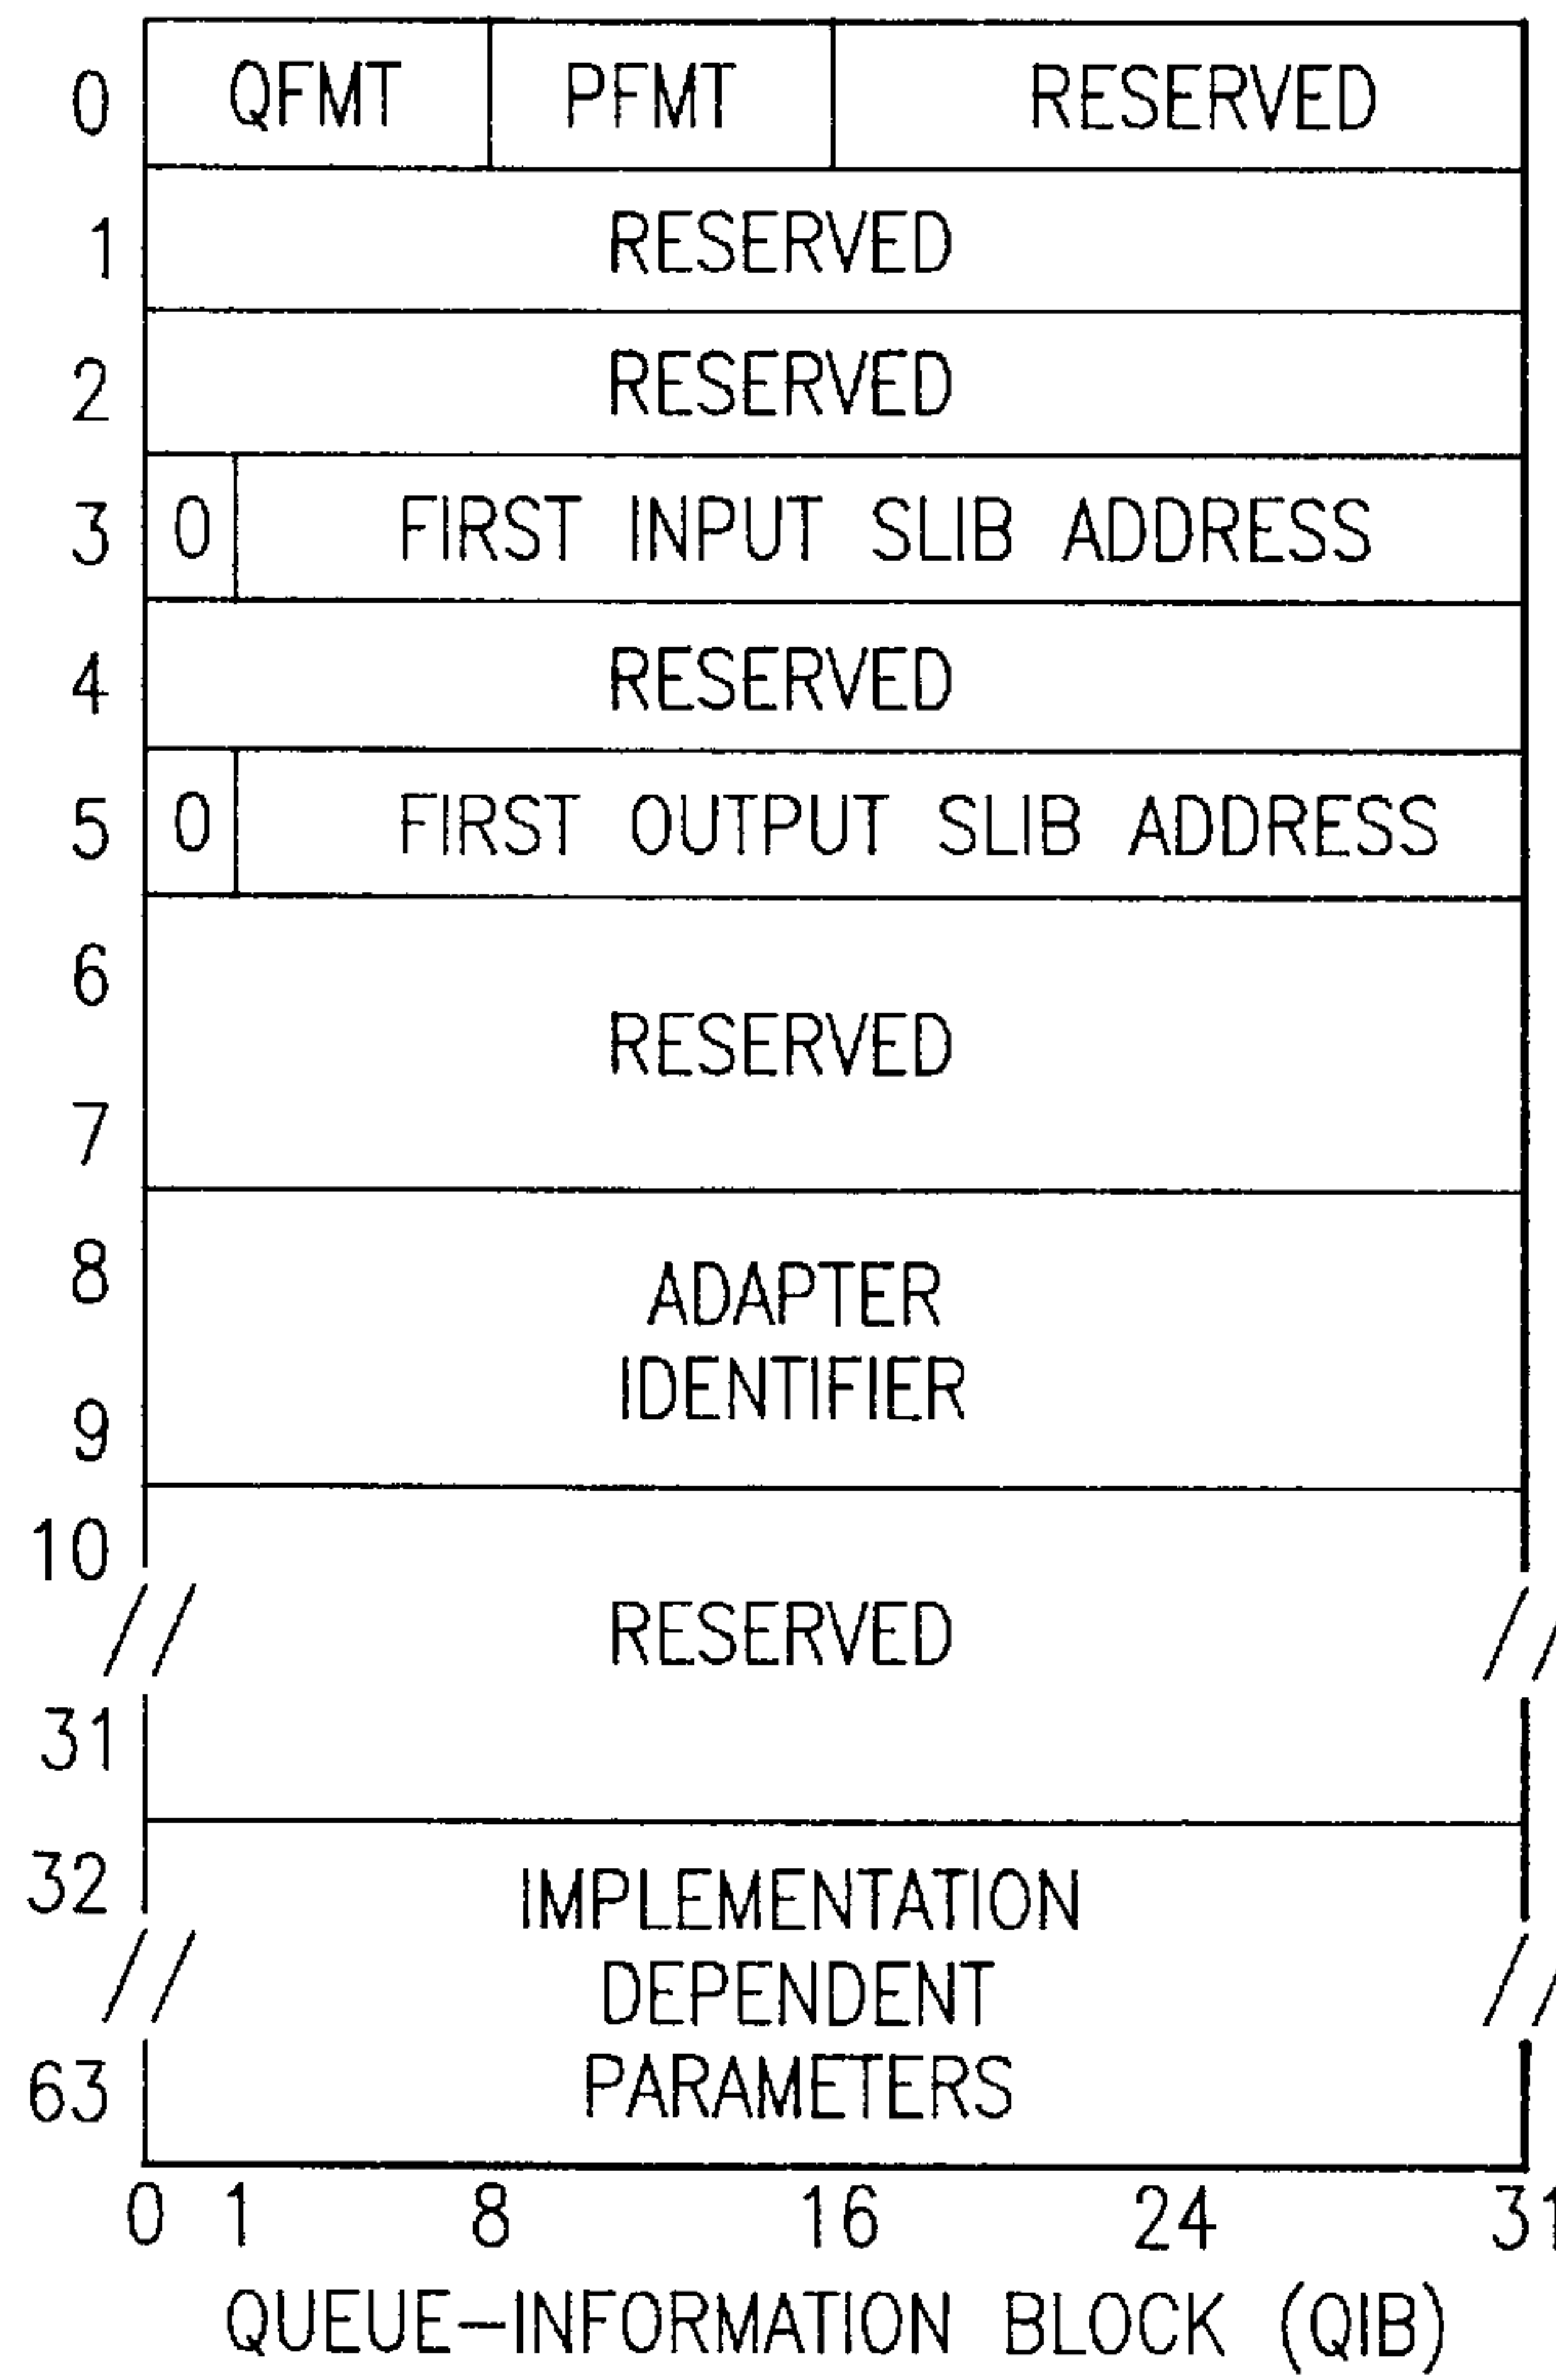 0 QFMT PFMT RESERVED
1 RESERVED
2 RESERVED
3 0 FIRST INPUT SLIB ADDRESS
4 RESERVED
5 0 FIRST OUTPUT SLIB ADDRESS
6
RESERVED
7
8
ADAPTER
IDENTIFIER
9
10
RESERVED
31
32 IMPLEMENTATION
DEPENDENT
63 PARAMETERS
0 1 8 16 24 31
QUEUE-INFORMATION BLOCK (QIB)